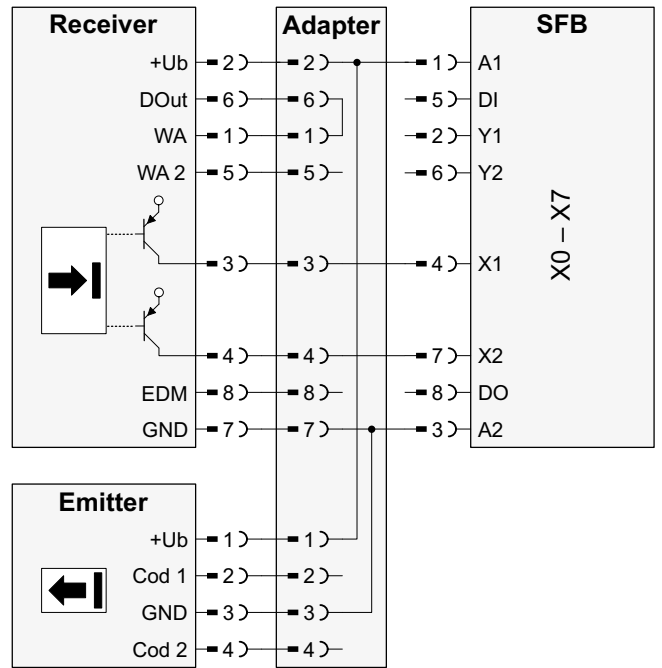 Receiver Adapter SFB
+Ub 2 2 1 A1
DOut 6 6 5 DI
WA 1 1 2 Y1
WA 2 5 5 6 Y2
X0 – X7
3 3 4 X1
4 4 7 X2
EDM 8 8 8 DO
GND 7 7 3 A2
Emitter
+Ub 1 1
Cod 1 2 2
GND 3 3
Cod 2 4 4